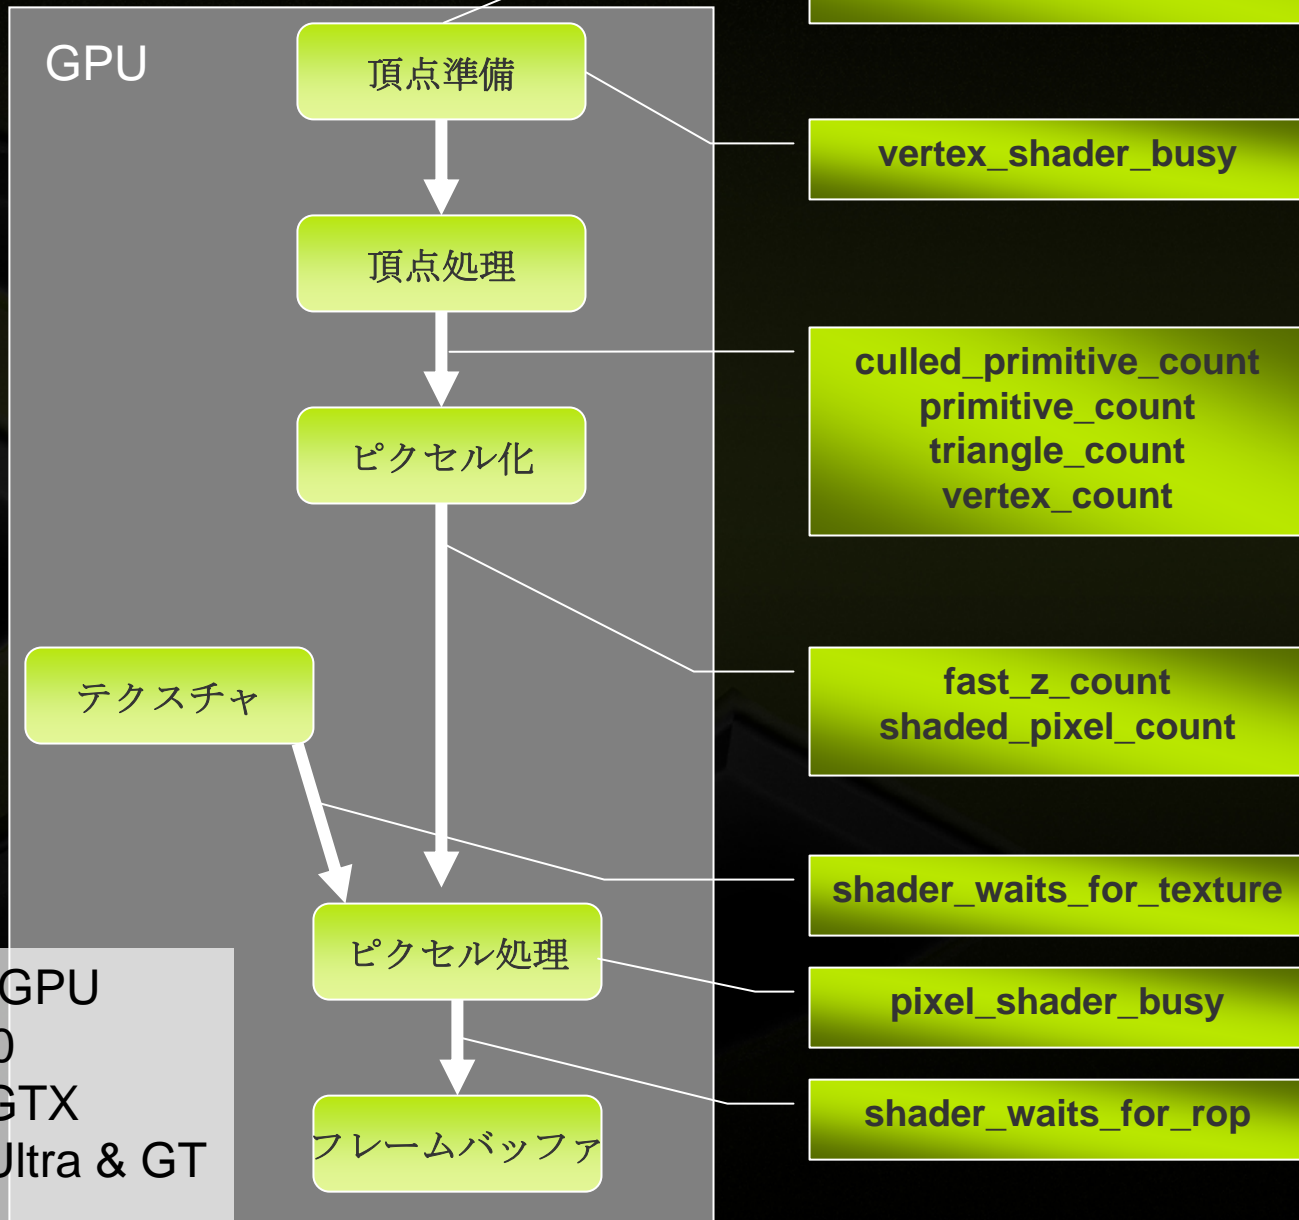 GPU
頂点準備
vertex_shader_busy
頂点処理
culled_primitive_count
primitive_count
triangle_count
vertex_count
ピクセル化
fast_z_count
shaded_pixel_count
テクスチャ
shader_waits_for_texture
ピクセル処理
pixel_shader_busy
shader_waits_for_rop
フレームバッファ
GPU
0
GTX
Ultra & GT